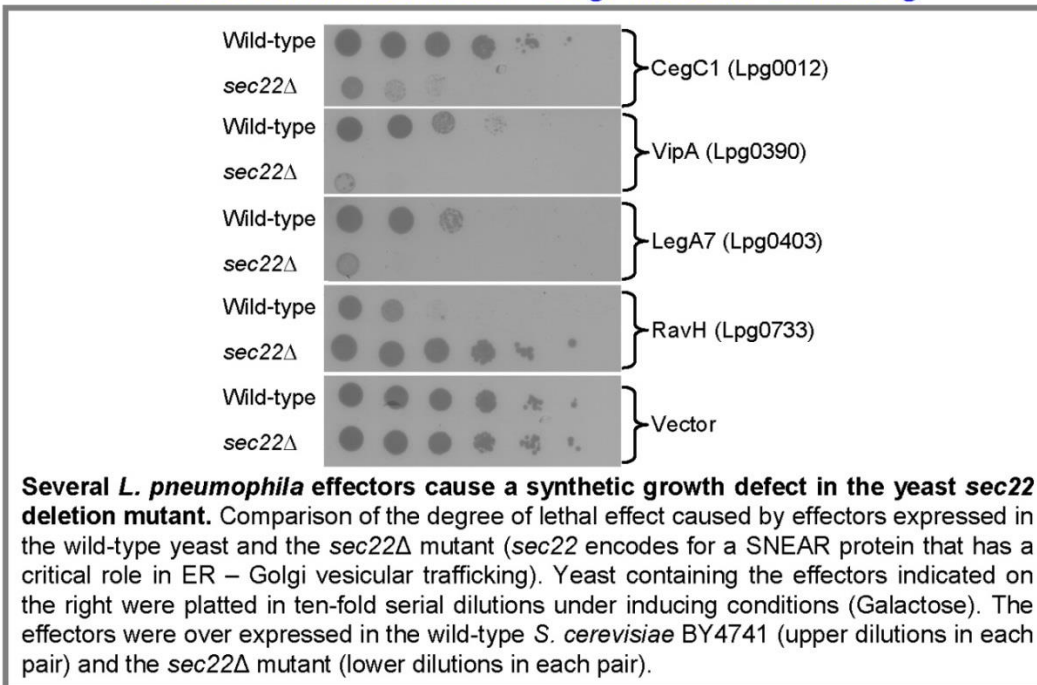 Wild-type
sec22Δ
CegC1 (Lpg0012)
Wild-type
sec22Δ
VipA (Lpg0390)
Wild-type
sec22Δ
LegA7 (Lpg0403)
Wild-type
sec22Δ
RavH (Lpg0733)
Wild-type
sec22Δ
Vector
Several L. pneumophila effectors cause a synthetic growth defect in the yeast sec22
deletion mutant. Comparison of the degree of lethal effect caused by effectors expressed in
the wild-type yeast and the sec22Δ mutant (sec22 encodes for a SNEAR protein that has a
critical role in ER – Golgi vesicular trafficking). Yeast containing the effectors indicated on
the right were platted in ten-fold serial dilutions under inducing conditions (Galactose). The
effectors were over expressed in the wild-type S. cerevisiae BY4741 (upper dilutions in each
pair) and the sec22Δ mutant (lower dilutions in each pair).